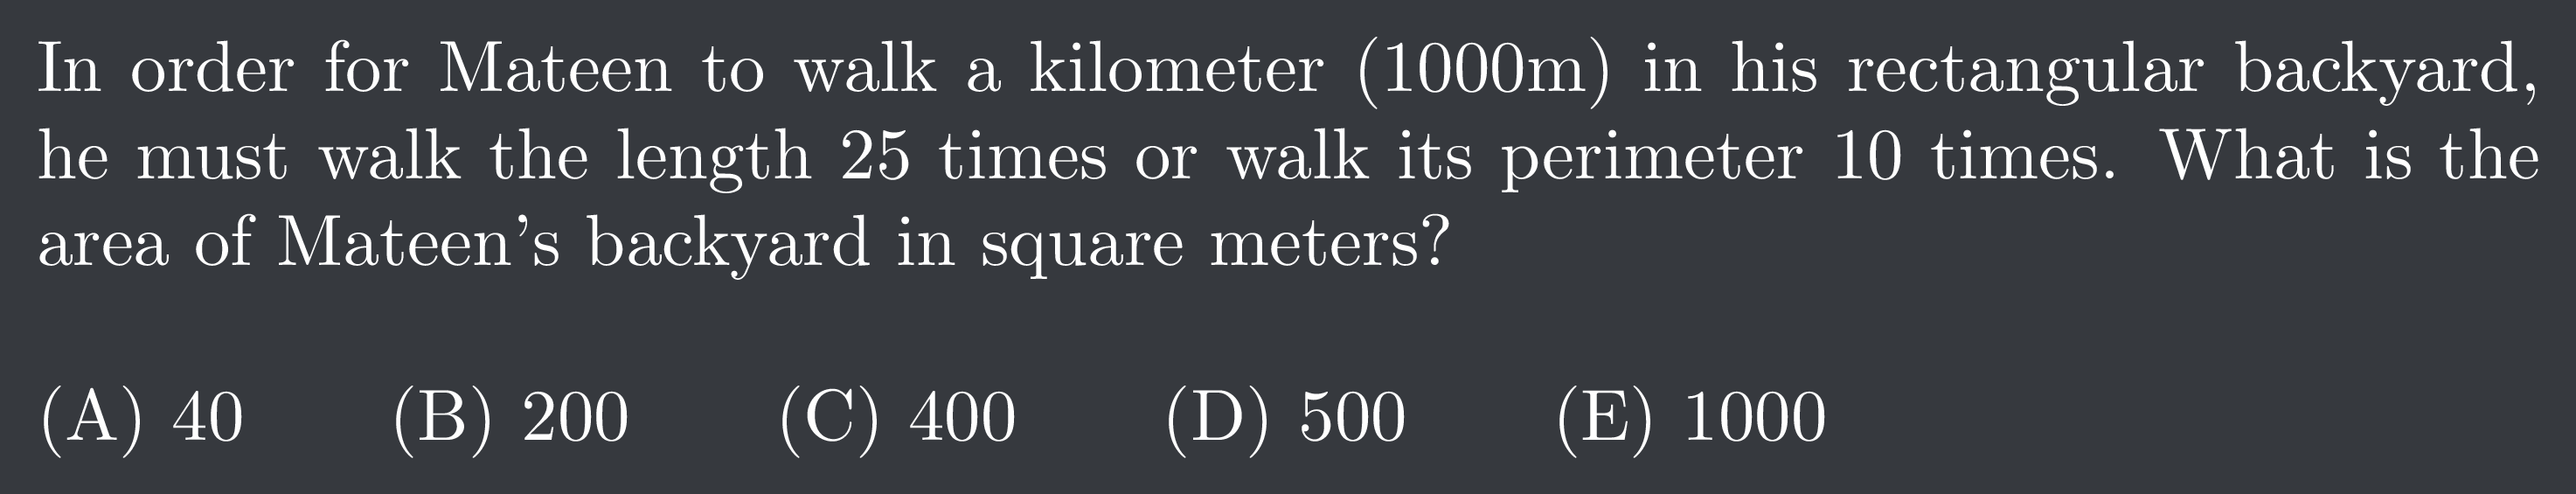 In order for Mateen to walk a kilometer (1000m) in his rectangular backyard,
he must walk the length 25 times or walk its perimeter 10 times. What is the
area of Mateen's backyard in square meters?
(A) 40 (B) 200 (C) 400 (D) 500 (E) 1000